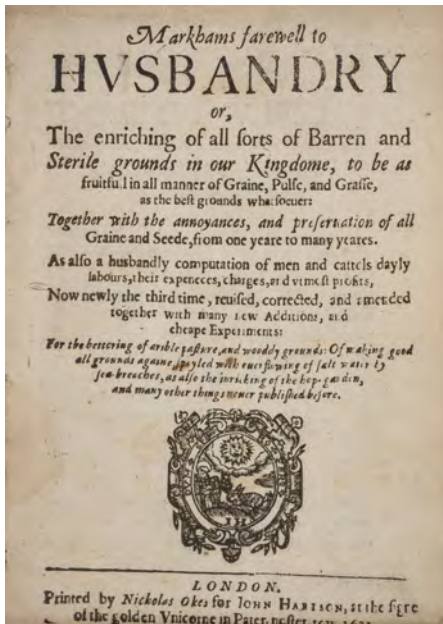 Markhams farewell to
HVSBANDRY
or,
The enriching of all ſorts of Barren and
Sterile grounds in our Kingdome, to be as
fruitfull in all manner of Graine, Pulſe, and Graſſe,
as the beſt grounds whatſoeuer:
Together with the annoyances, and preſeruation of all
Graine and Seede, from one yeare to many yeares.
As alſo a husbandly computation of men and cattels dayly
labours, their expences, charges, and vtmoſt profits,
Now newly the third time, reuiſed, corrected, and amended
together with many new Additions, and
cheape Experiments:
For the bettering of arible paſture, and wooddy grounds: Of making good
all grounds againe, ſpoyled with ouerflowing of ſalt water by
ſea-breaches, as alſo the inriching of the hop-garden,
and many other things neuer publiſhed before.
LONDON.
Printed by Nicholas Okes for IOHN HARISON, at the ſigne
of the golden Vnicorne in Pater-noſter